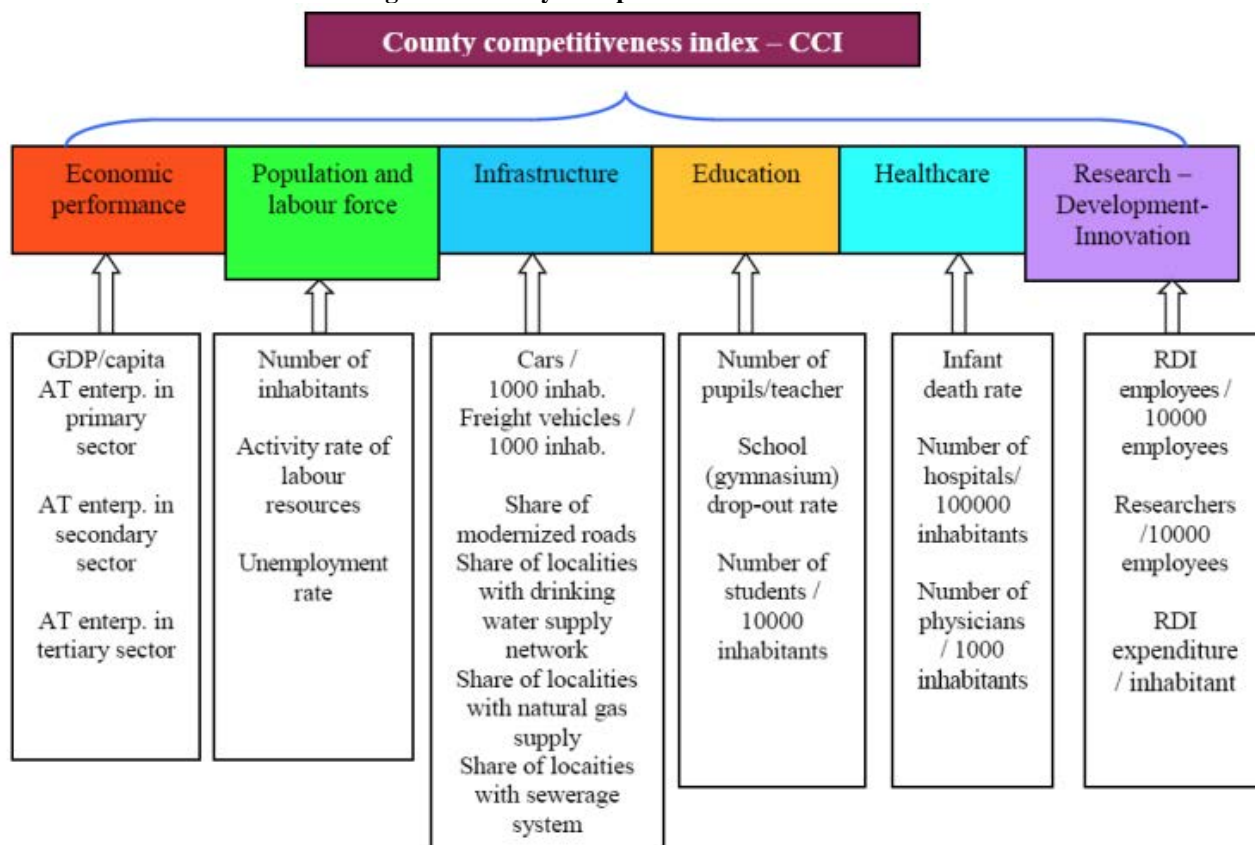 County competitiveness index – CCI
Economic
performance
Population and
labour force
Infrastructure
Education
Healthcare
Research –
Development-
Innovation
GDP/capita
AT enterp. in
primary
sector
AT enterp. in
secondary
sector
AT enterp. in
tertiary sector
Number of
inhabitants
Activity rate of
labour
resources
Unemployment
rate
Cars /
1000 inhab.
Freight vehicles /
1000 inhab.
Share of
modernized roads
Share of localities
with drinking
water supply
network
Share of localities
with natural gas
supply
Share of locaities
with sewerage
system
Number of
pupils/teacher
School
(gymnasium)
drop-out rate
Number of
students /
10000
inhabitants
Infant
death rate
Number of
hospitals/
100000
inhabitants
Number of
physicians
/ 1000
inhabitants
RDI
employees /
10000
employees
Researchers
/10000
employees
RDI
expenditure
/ inhabitant